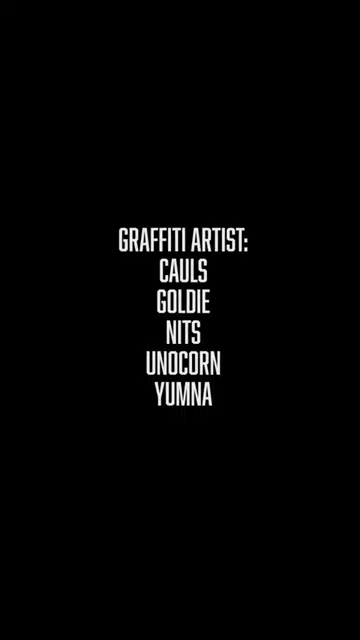 GRAFFITI ARTIST:
CAULS
GOLDIE
NITS
UNOCORN
YUMNA